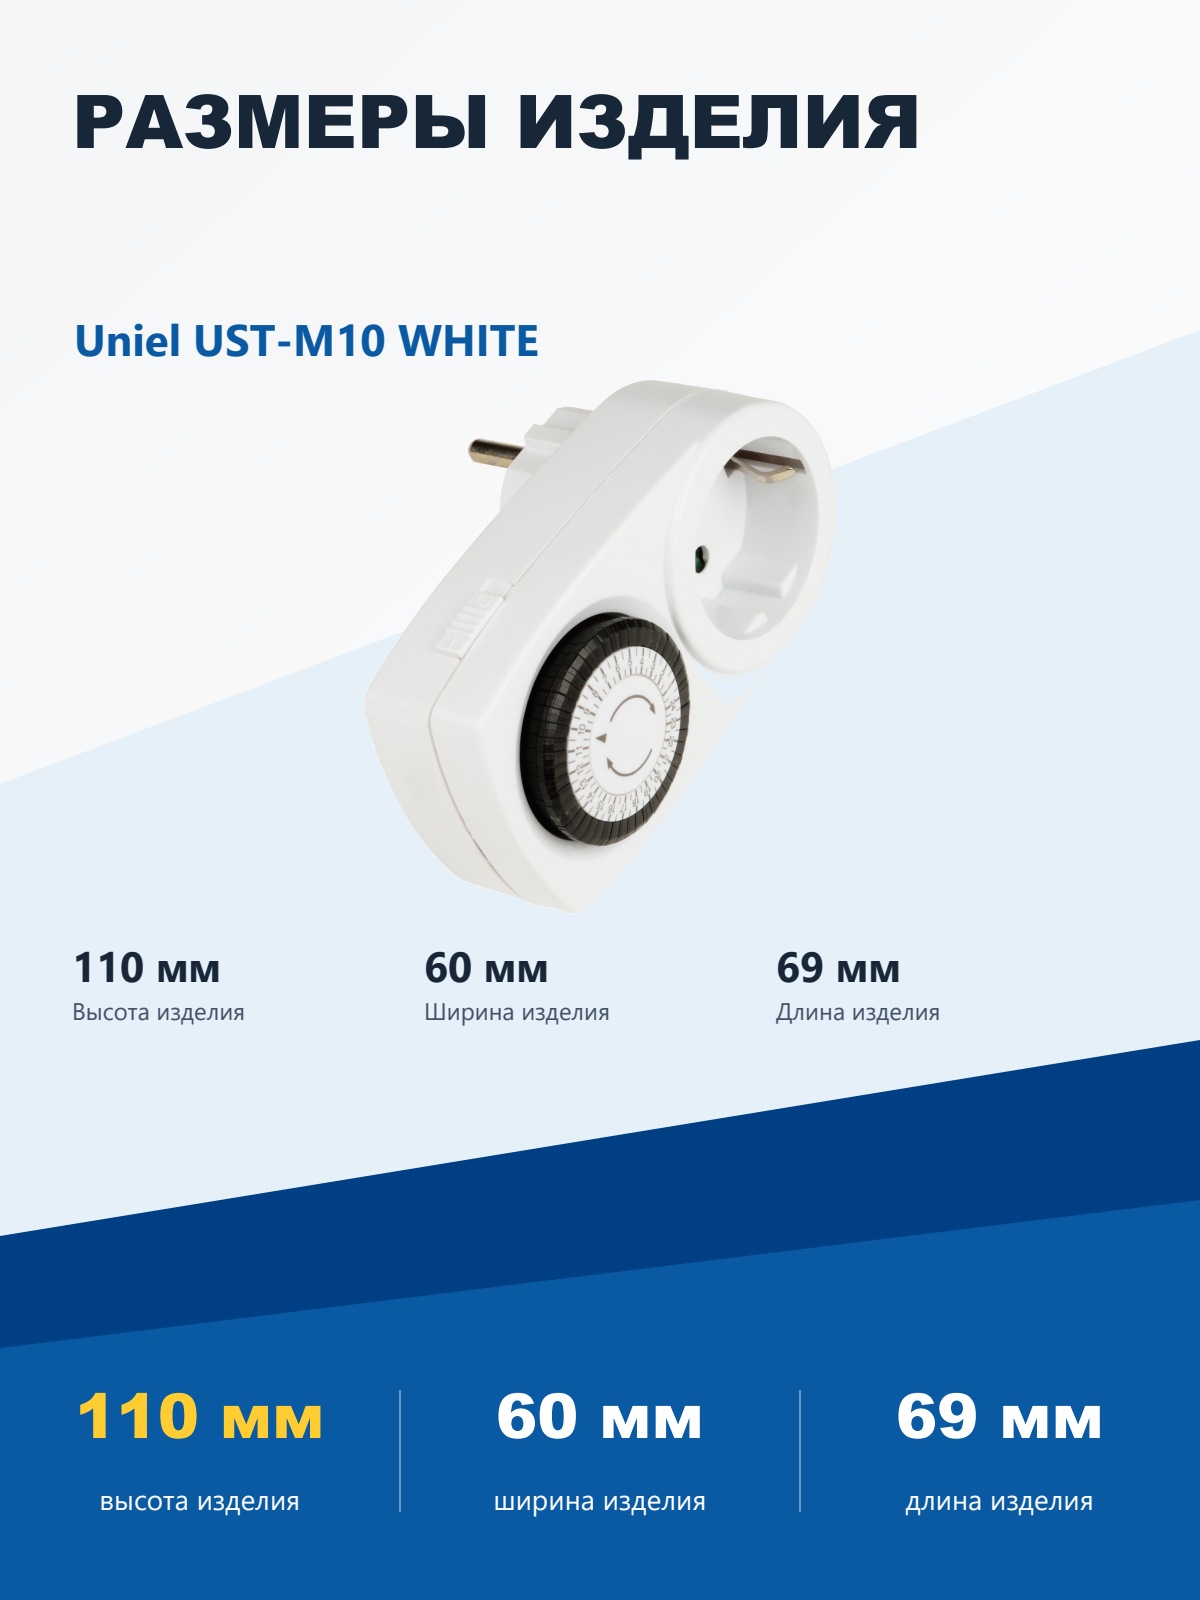 РАЗМЕРЫ ИЗДЕЛИЯ
Uniel UST-M10 WHITE
110 мм
60 мм
69 мм
Высота изделия
Ширина изделия
Длина изделия
110 мм
60 мм
69 мм
высота изделия
ширина изделия
длина изделия